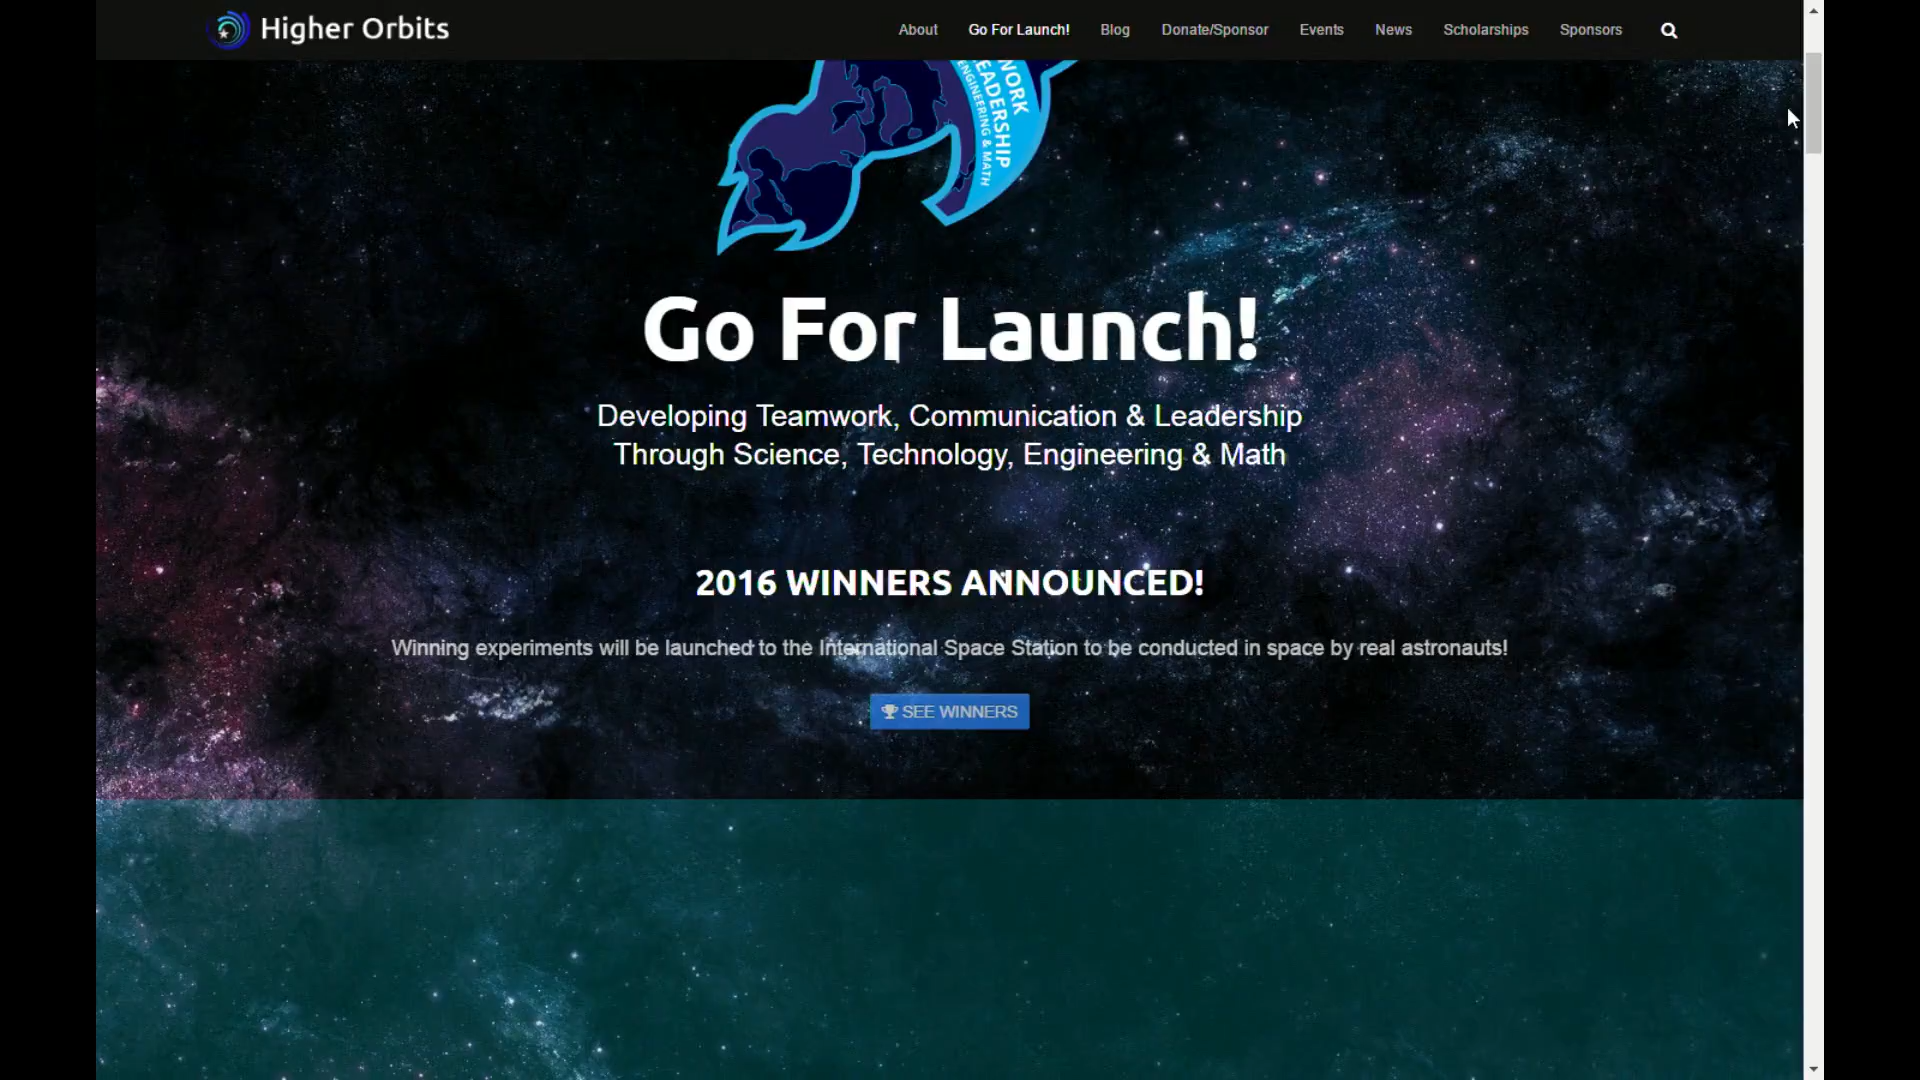 Higher Orbits
About
Go For Launch!
Blog
Donate/Sponsor
Events
News
Scholarships
Sponsors
WORK
LEADERSHIP
ENGINEERING & MATH
Go For Launch!
Developing Teamwork, Communication & Leadership
Through Science, Technology, Engineering & Math
2016 WINNERS ANNOUNCED!
Winning experiments will be launched to the International Space Station to be conducted in space by real astronauts!
SEE WINNERS